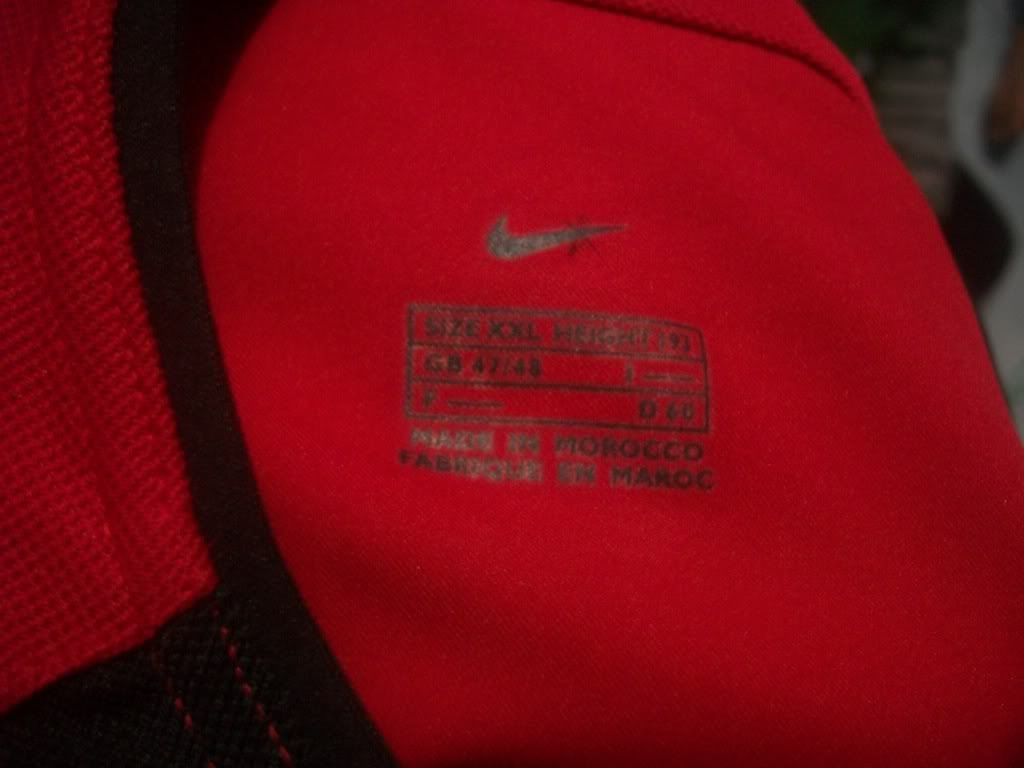 SIZE XXL HEIGHT 193
GB 47/48 I ——
F —— D 60
MADE IN MOROCCO
FABRIQUE EN MAROC